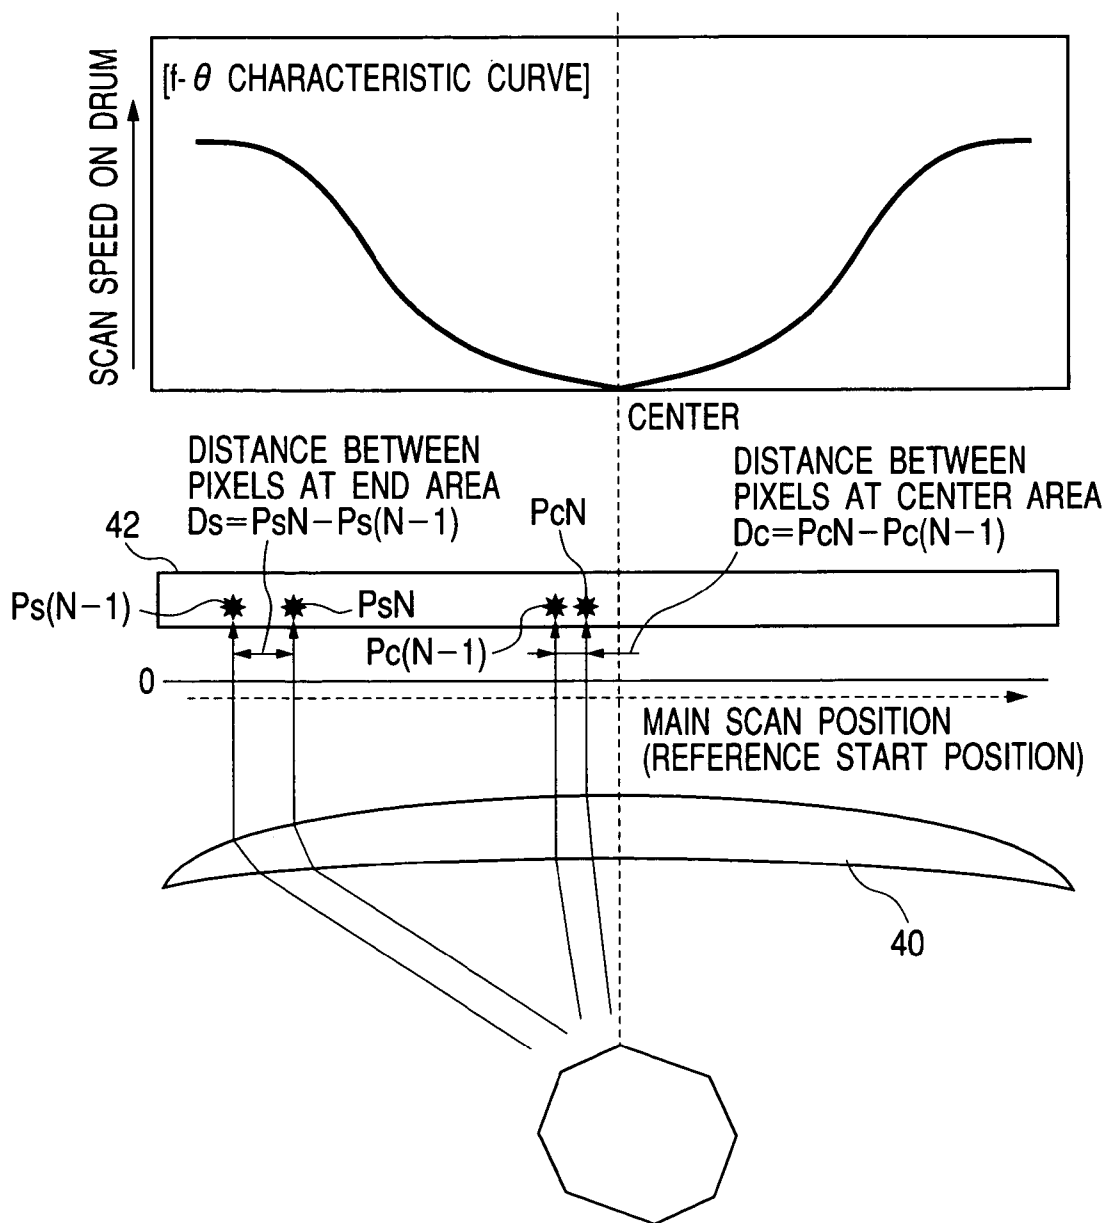 [f-θ CHARACTERISTIC CURVE]
SCAN SPEED ON DRUM
CENTER
DISTANCE BETWEEN
PIXELS AT END AREA
Ds=PsN-Ps(N-1)
DISTANCE BETWEEN
PIXELS AT CENTER AREA
Dc=PcN-Pc(N-1)
PcN
42
Ps(N-1)
PsN
Pc(N-1)
0
MAIN SCAN POSITION
(REFERENCE START POSITION)
40